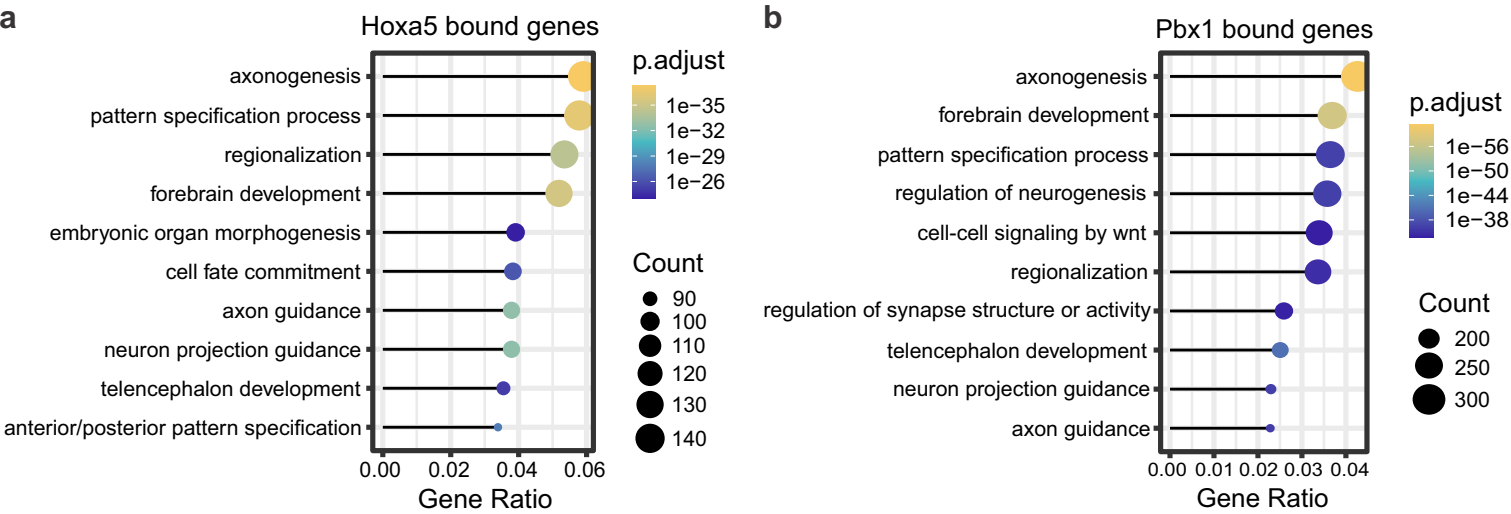 a
Hoxa5 bound genes
axonogenesis
pattern specification process
regionalization
forebrain development
embryonic organ morphogenesis
cell fate commitment
axon guidance
neuron projection guidance
telencephalon development
anterior/posterior pattern specification
0.00 0.02 0.04 0.06
Gene Ratio
p.adjust
1e−35
1e−32
1e−29
1e−26
Count
90
100
110
120
130
140
b
Pbx1 bound genes
axonogenesis
forebrain development
pattern specification process
regulation of neurogenesis
cell-cell signaling by wnt
regionalization
regulation of synapse structure or activity
telencephalon development
neuron projection guidance
axon guidance
0.00 0.01 0.02 0.03 0.04
Gene Ratio
p.adjust
1e−56
1e−50
1e−44
1e−38
Count
200
250
300